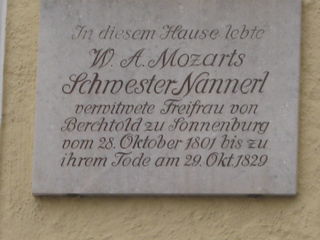 In diesem Hause lebte
W. A. Mozarts
Schwester Nannerl
verwitwete Freifrau von
Berchtold zu Sonnenburg
vom 28. Oktober 1801 bis zu
ihrem Tode am 29. Okt. 1829